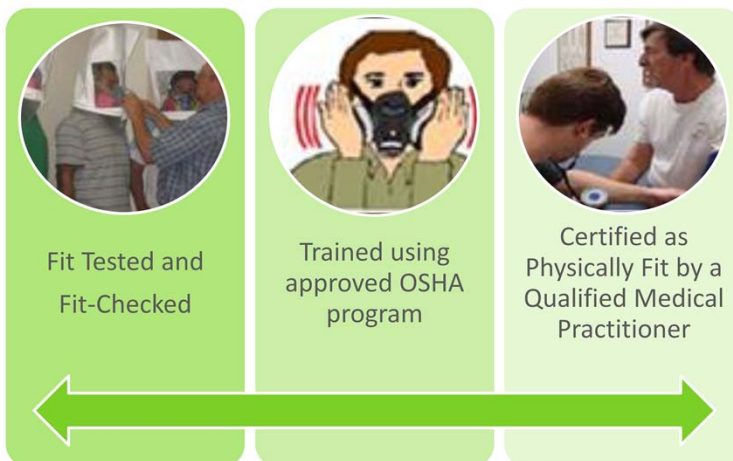 Fit Tested and
Fit-Checked
Trained using
approved OSHA
program
Certified as
Physically Fit by a
Qualified Medical
Practitioner